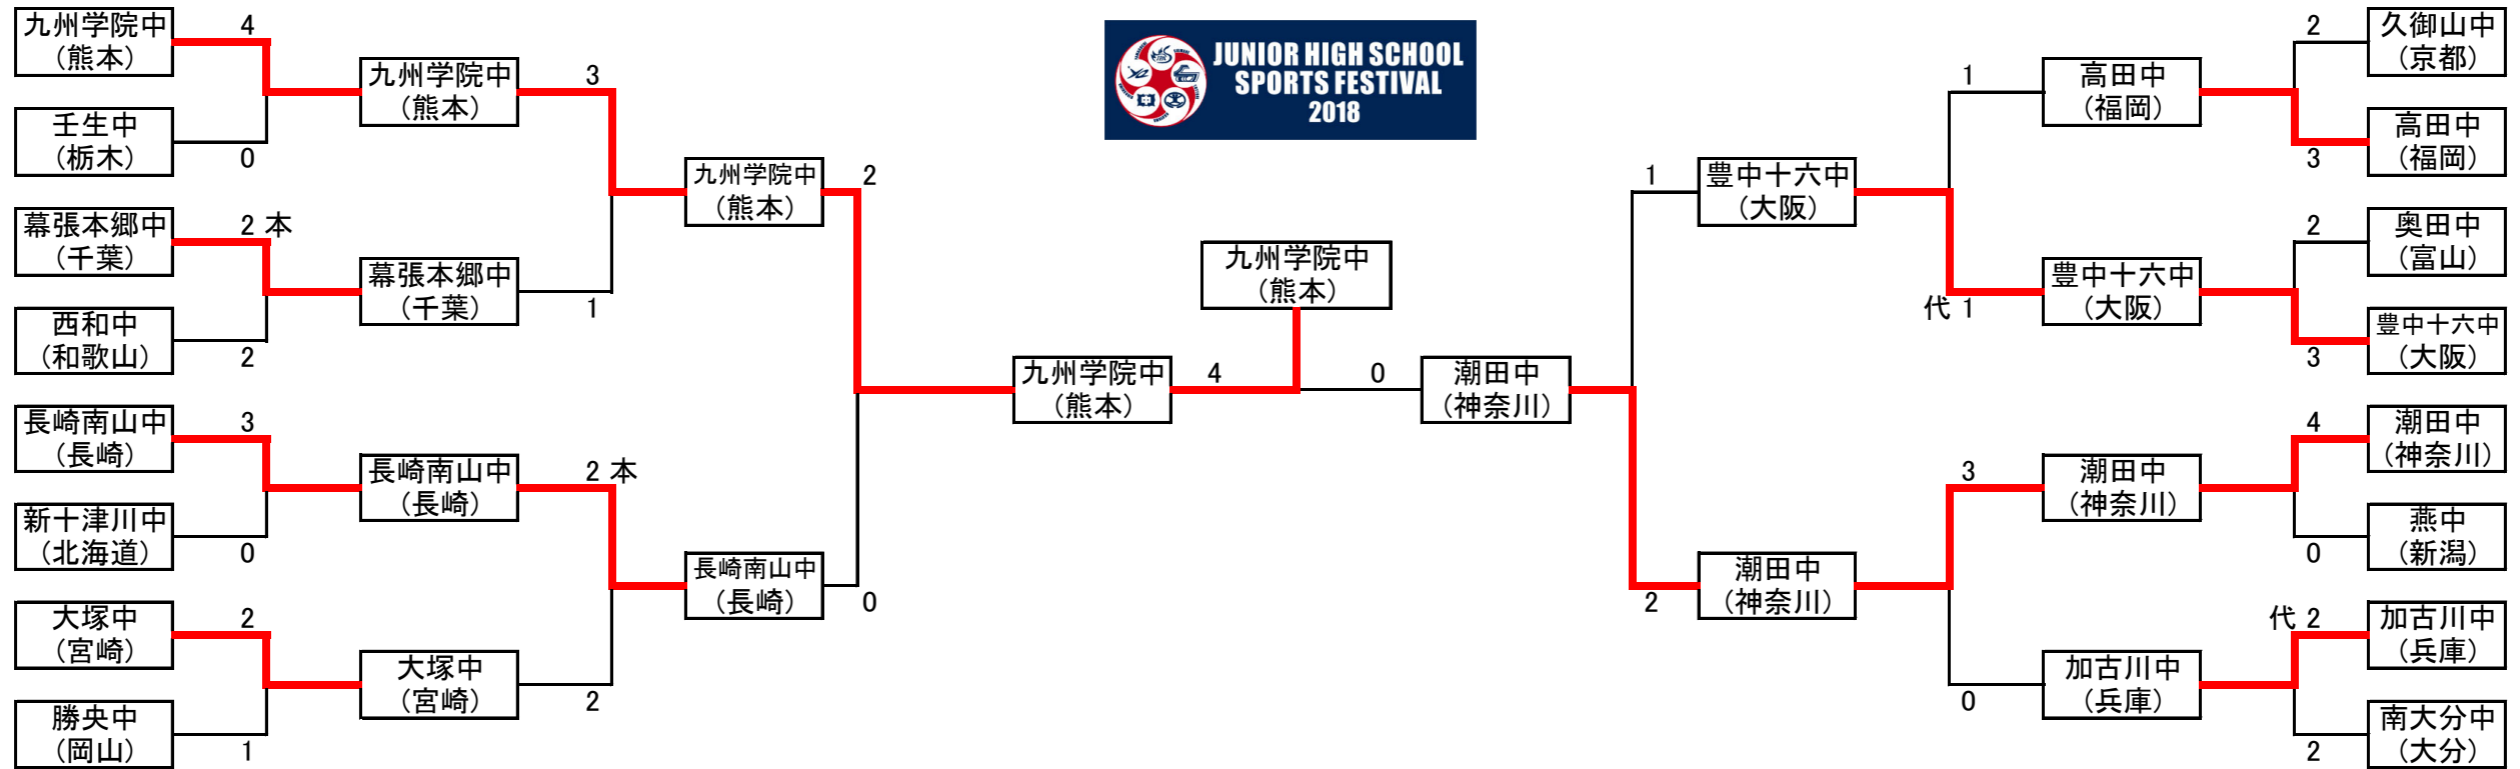 九州学院中
（熊本）
4
壬生中
（栃木）
0
幕張本郷中
（千葉）
2 本
西和中
（和歌山）
2
長崎南山中
（長崎）
3
新十津川中
（北海道）
0
大塚中
（宮崎）
2
勝央中
（岡山）
1
九州学院中
（熊本）
3
幕張本郷中
（千葉）
1
長崎南山中
（長崎）
2 本
大塚中
（宮崎）
2
九州学院中
（熊本）
2
長崎南山中
（長崎）
0
九州学院中
（熊本）
4
JUNIOR HIGH SCHOOL
SPORTS FESTIVAL
2018
九州学院中
（熊本）
0
潮田中
（神奈川）
1
豊中十六中
（大阪）
2
潮田中
（神奈川）
1
高田中
（福岡）
代 1
豊中十六中
（大阪）
3
潮田中
（神奈川）
0
加古川中
（兵庫）
2
久御山中
（京都）
3
高田中
（福岡）
2
奥田中
（富山）
3
豊中十六中
（大阪）
4
潮田中
（神奈川）
0
燕中
（新潟）
代 2
加古川中
（兵庫）
2
南大分中
（大分）